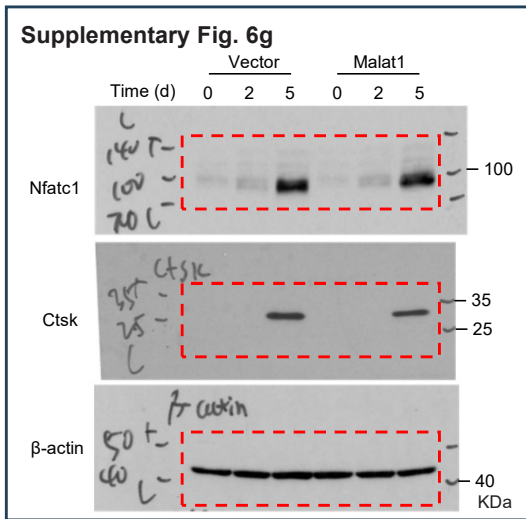 Supplementary Fig. 6g
Vector Malat1
Time (d) 0 2 5 0 2 5
L
140 T -
Nfatc1 100 - - 100
70 L
Ctsk
35 T -
Ctsk 25 - - 35
- 25
L
β-actin
50 T -
β-actin 40 - - 40
L KDa